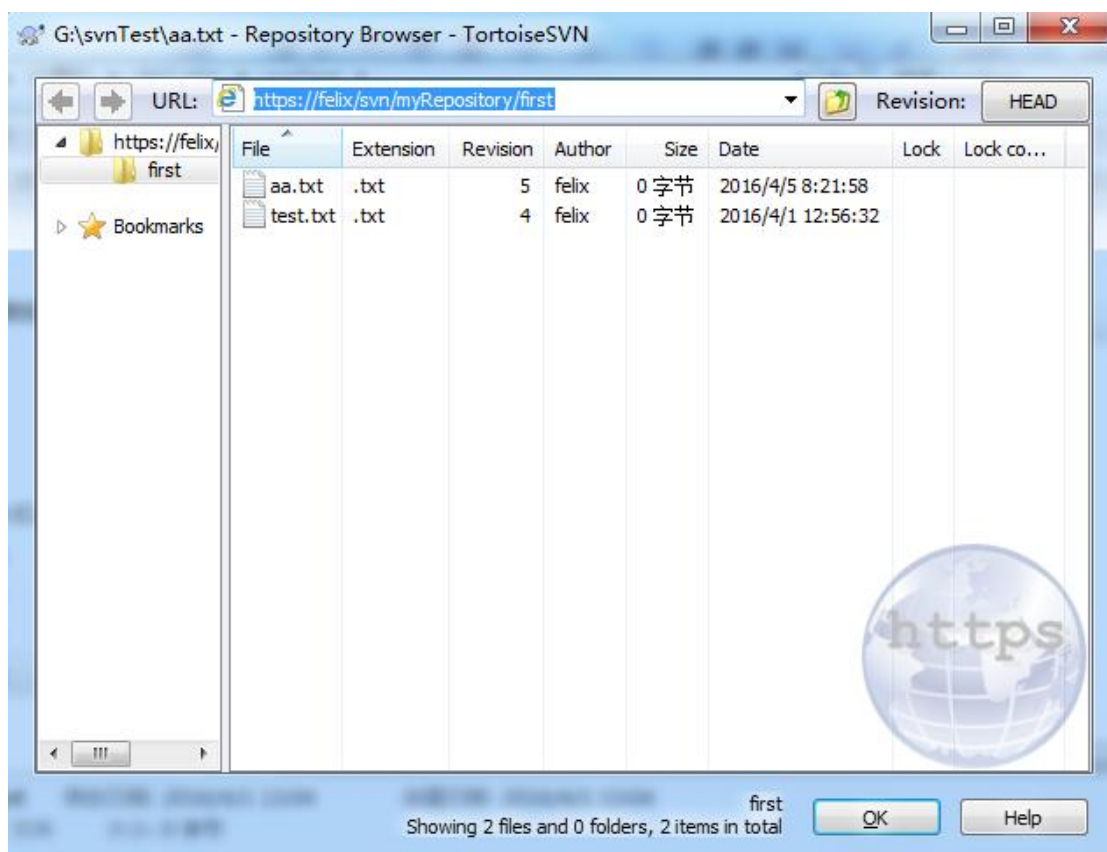 G:\svnTest\aa.txt - Repository Browser - TortoiseSVN
URL: https://felix/svn/myRepository/first Revision: HEAD
https://felix/
first
Bookmarks
File Extension Revision Author Size Date Lock Lock co...
aa.txt .txt 5 felix 0 字节 2016/4/5 8:21:58
test.txt .txt 4 felix 0 字节 2016/4/1 12:56:32
https
first
Showing 2 files and 0 folders, 2 items in total
OK Help